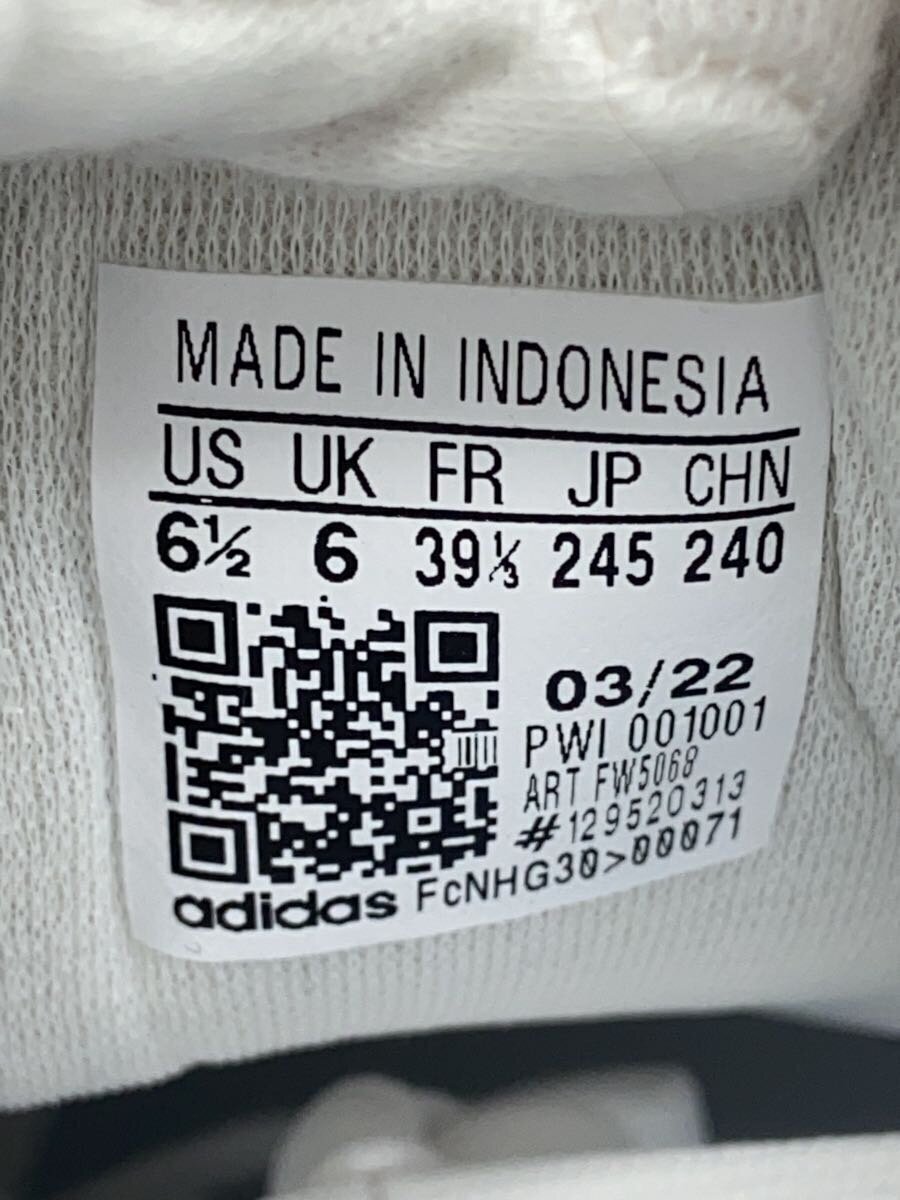 MADE IN INDONESIA
US UK FR JP CHN
6½ 6 39⅓ 245 240
03/22
PWI 001001
ART FW5068
#129520313
adidas FcNHG30>00071